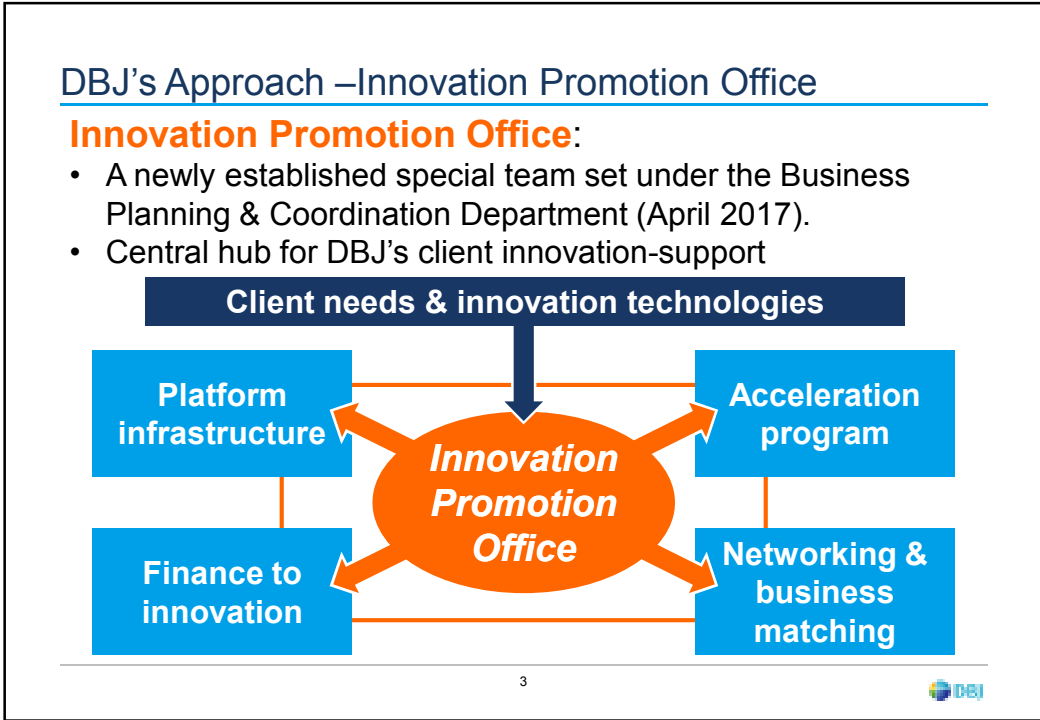 DBJ’s Approach –Innovation Promotion Office
Innovation Promotion Office:
• A newly established special team set under the Business
Planning & Coordination Department (April 2017).
• Central hub for DBJ’s client innovation-support
Client needs & innovation technologies
Platform
infrastructure
Acceleration
program
Innovation
Promotion
Office
Finance to
innovation
Networking &
business
matching
3
DBJ